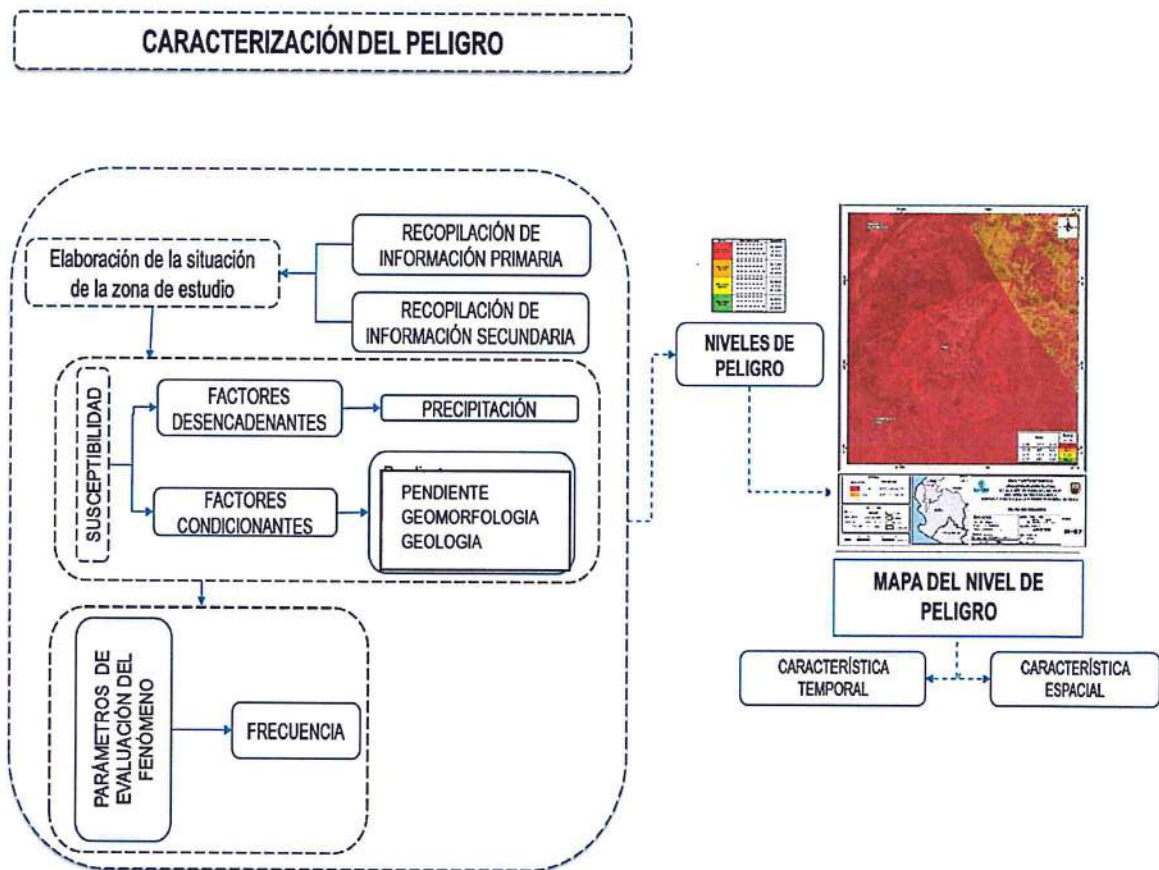 CARACTERIZACIÓN DEL PELIGRO
Elaboración de la situación
de la zona de estudio
RECOPILACIÓN DE
INFORMACIÓN PRIMARIA
RECOPILACIÓN DE
INFORMACIÓN SECUNDARIA
SUSCEPTIBILIDAD
FACTORES
DESENCADENANTES
PRECIPITACIÓN
FACTORES
CONDICIONANTES
PENDIENTE
GEOMORFOLOGIA
GEOLOGIA
PARÁMETROS DE
EVALUACIÓN DEL
FENÓMENO
FRECUENCIA
NIVELES DE
PELIGRO
MAPA DEL NIVEL DE
PELIGRO
CARACTERÍSTICA
TEMPORAL
CARACTERÍSTICA
ESPACIAL